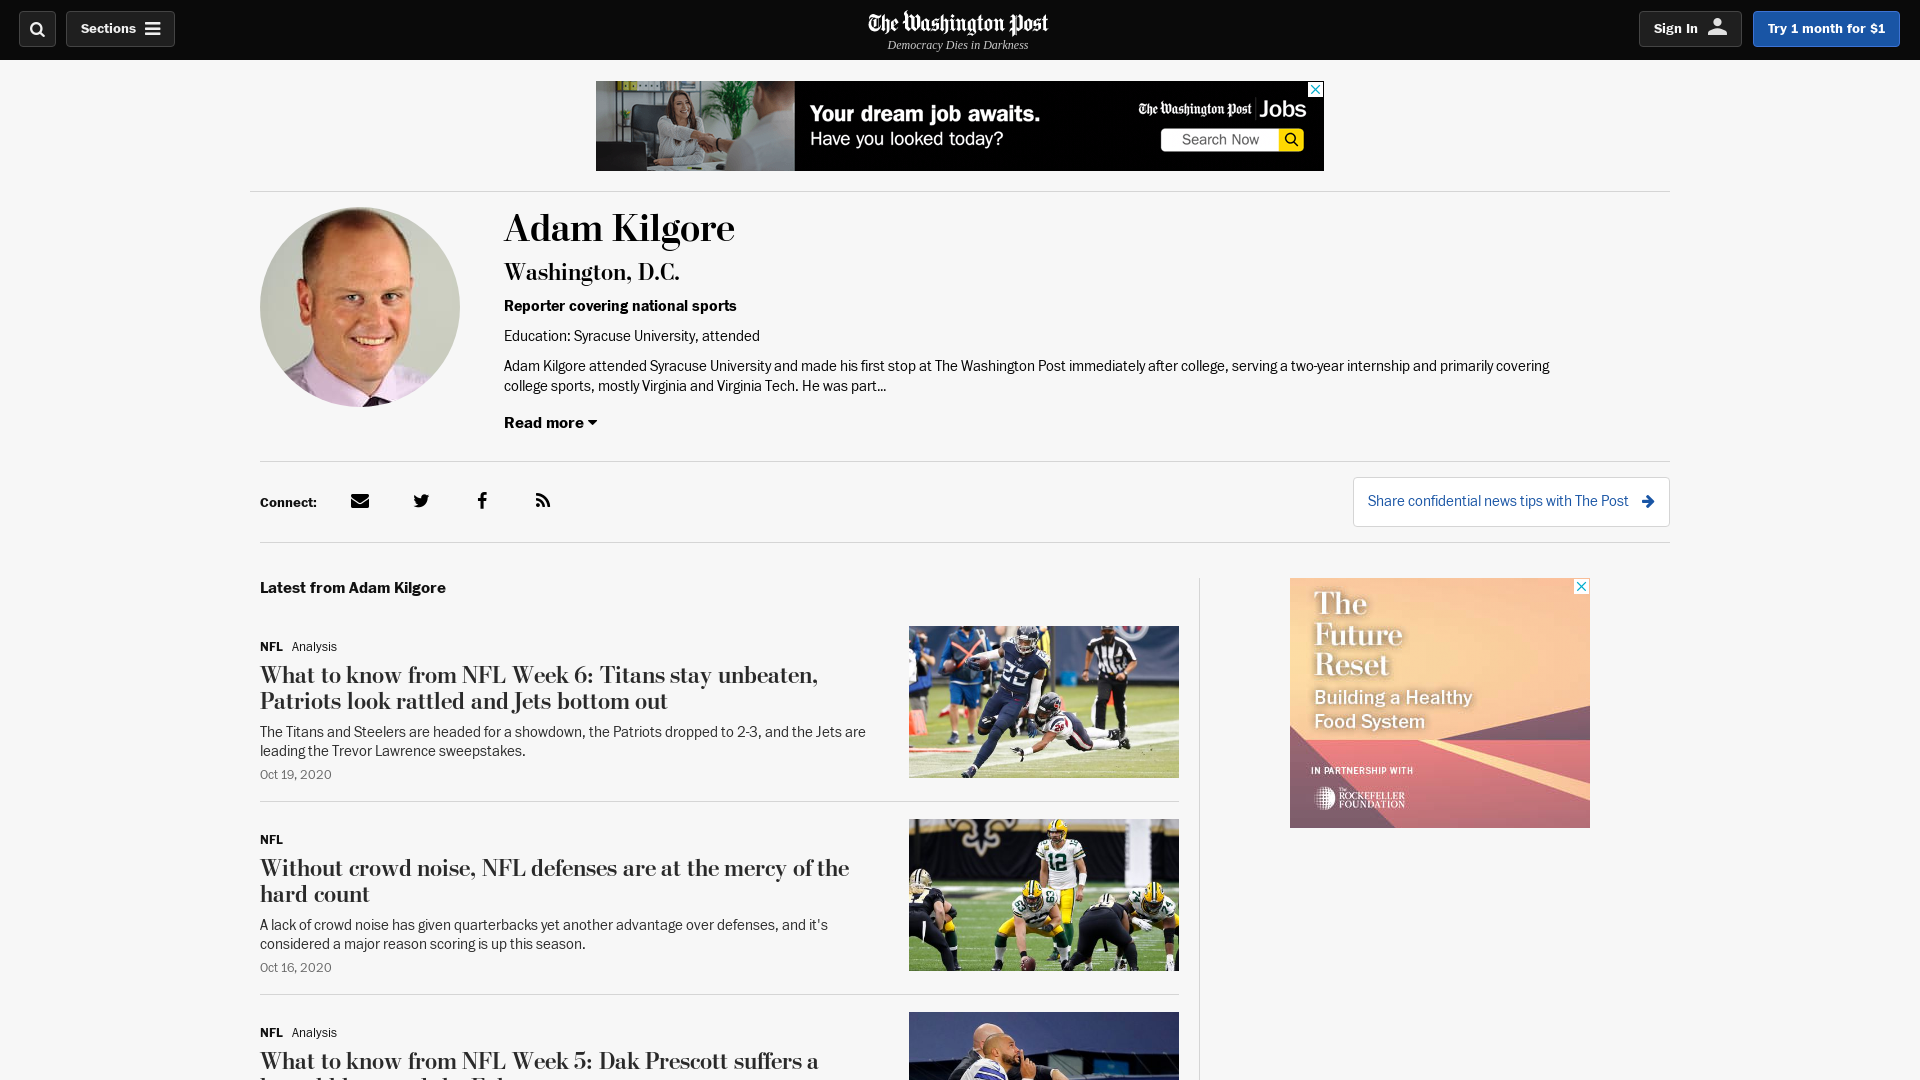 Sections
The Washington Post
Democracy Dies in Darkness
Sign In
Try 1 month for $1
Your dream job awaits.
Have you looked today?
The Washington Post Jobs
Search Now
Adam Kilgore
Washington, D.C.
Reporter covering national sports
Education: Syracuse University, attended
Adam Kilgore attended Syracuse University and made his first stop at The Washington Post immediately after college, serving a two-year internship and primarily covering
college sports, mostly Virginia and Virginia Tech. He was part...
Read more
Connect:
Share confidential news tips with The Post
Latest from Adam Kilgore
NFL Analysis
What to know from NFL Week 6: Titans stay unbeaten,
Patriots look rattled and Jets bottom out
The Titans and Steelers are headed for a showdown, the Patriots dropped to 2-3, and the Jets are
leading the Trevor Lawrence sweepstakes.
Oct 19, 2020
22
NFL
Without crowd noise, NFL defenses are at the mercy of the
hard count
A lack of crowd noise has given quarterbacks yet another advantage over defenses, and it's
considered a major reason scoring is up this season.
Oct 16, 2020
12
63
74
NFL Analysis
What to know from NFL Week 5: Dak Prescott suffers a
The
Future
Reset
Building a Healthy
Food System
IN PARTNERSHIP WITH
The
ROCKEFELLER
FOUNDATION